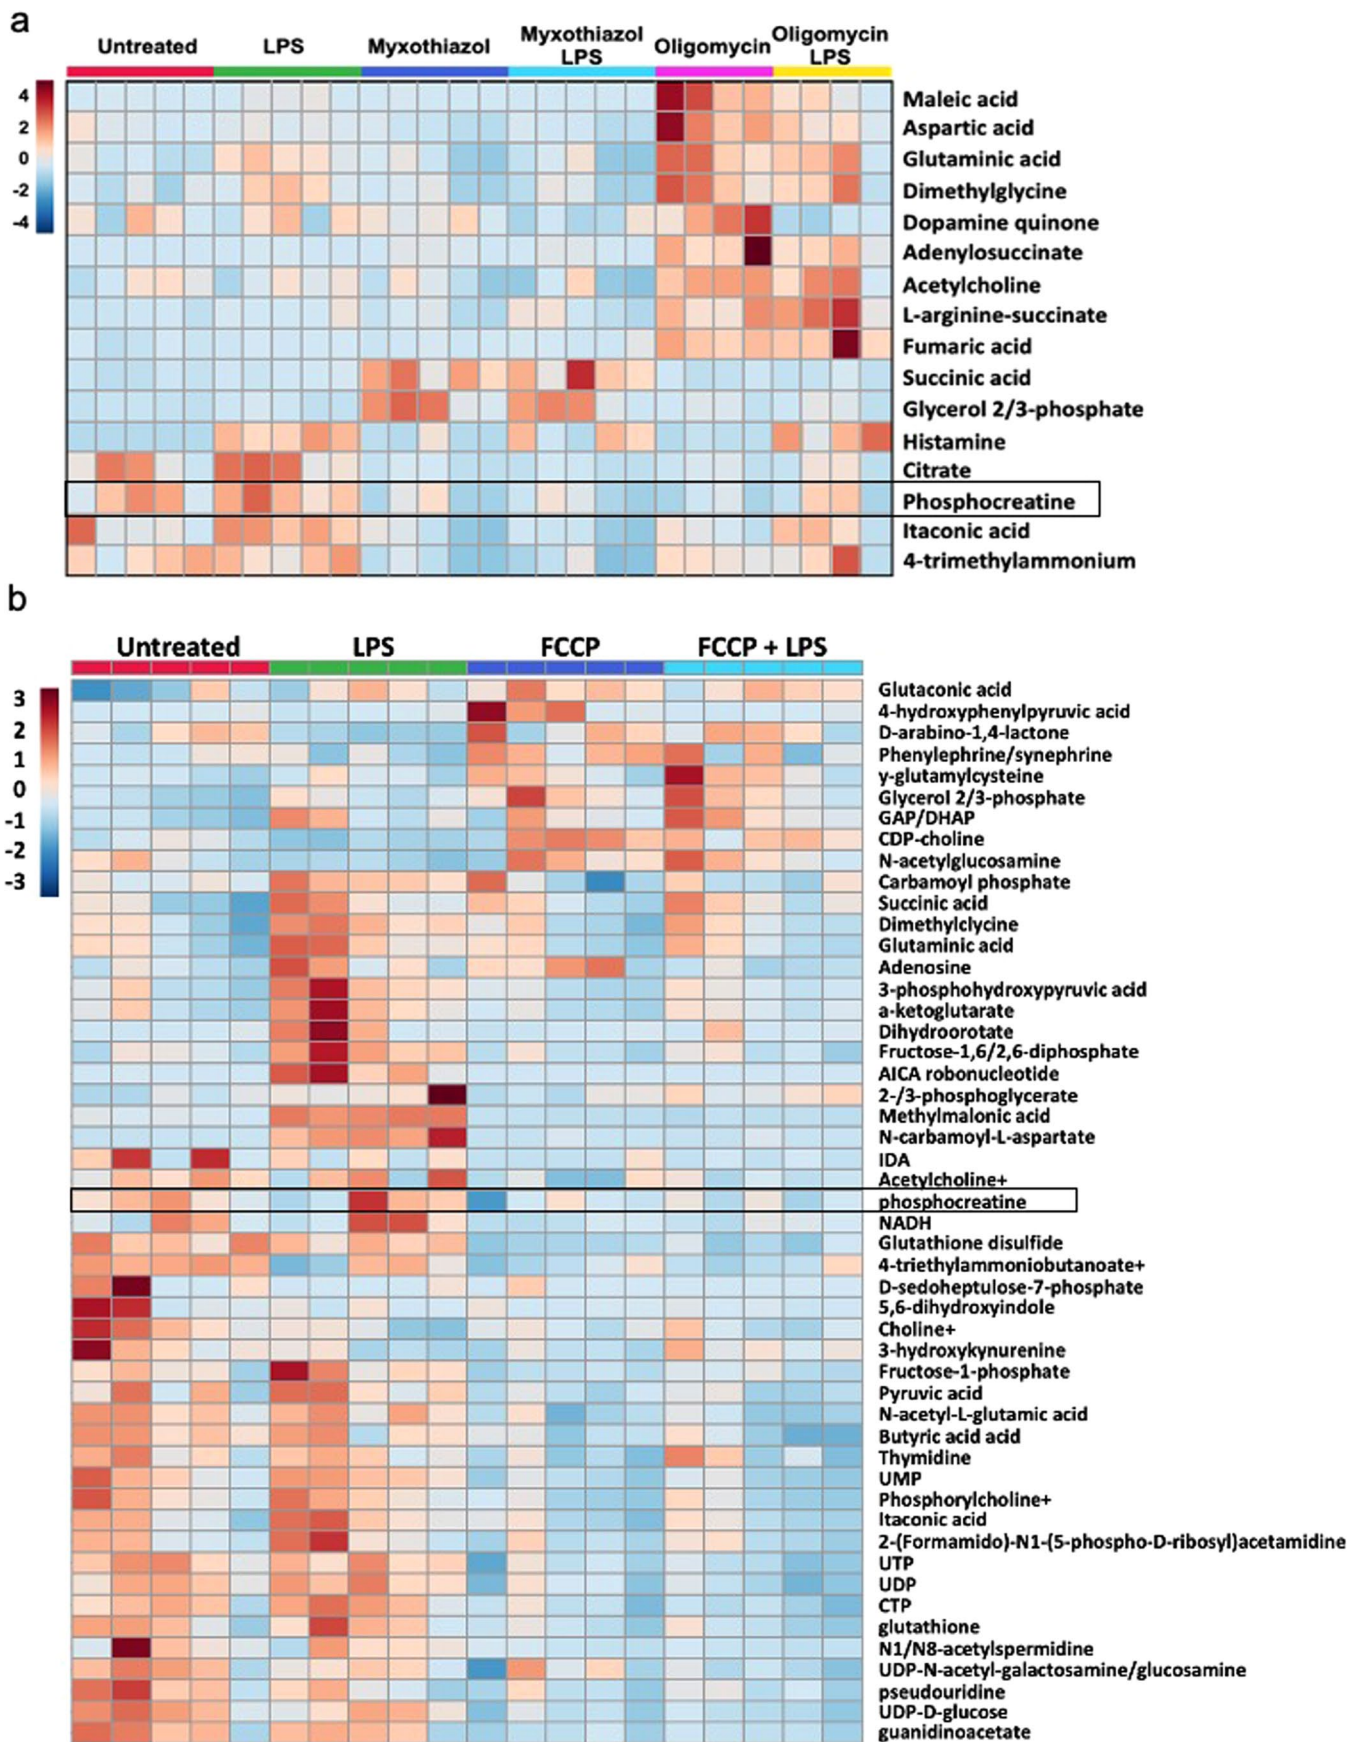 a
Untreated LPS Myxothiazol Myxothiazol LPS Oligomycin Oligomycin LPS
4
2
0
-2
-4
Maleic acid
Aspartic acid
Glutaminic acid
Dimethylglycine
Dopamine quinone
Adenylosuccinate
Acetylcholine
L-arginine-succinate
Fumaric acid
Succinic acid
Glycerol 2/3-phosphate
Histamine
Citrate
Phosphocreatine
Itaconic acid
4-trimethylammonium
b
Untreated LPS FCCP FCCP + LPS
3
2
1
0
-1
-2
-3
Glutaconic acid
4-hydroxyphenylpyruvic acid
D-arabino-1,4-lactone
Phenylephrine/synephrine
y-glutamylcysteine
Glycerol 2/3-phosphate
GAP/DHAP
CDP-choline
N-acetylglucosamine
Carbamoyl phosphate
Succinic acid
Dimethylclycine
Glutaminic acid
Adenosine
3-phosphohydroxypyruvic acid
a-ketoglutarate
Dihydroorotate
Fructose-1,6/2,6-diphosphate
AICA robonucleotide
2-/3-phosphoglycerate
Methylmalonic acid
N-carbamoyl-L-aspartate
IDA
Acetylcholine+
phosphocreatine
NADH
Glutathione disulfide
4-triethylammoniobutanoate+
D-sedoheptulose-7-phosphate
5,6-dihydroxyindole
Choline+
3-hydroxykynurenine
Fructose-1-phosphate
Pyruvic acid
N-acetyl-L-glutamic acid
Butyric acid acid
Thymidine
UMP
Phosphorylcholine+
Itaconic acid
2-(Formamido)-N1-(5-phospho-D-ribosyl)acetamidine
UTP
UDP
CTP
glutathione
N1/N8-acetylspermidine
UDP-N-acetyl-galactosamine/glucosamine
pseudouridine
UDP-D-glucose
guanidinoacetate